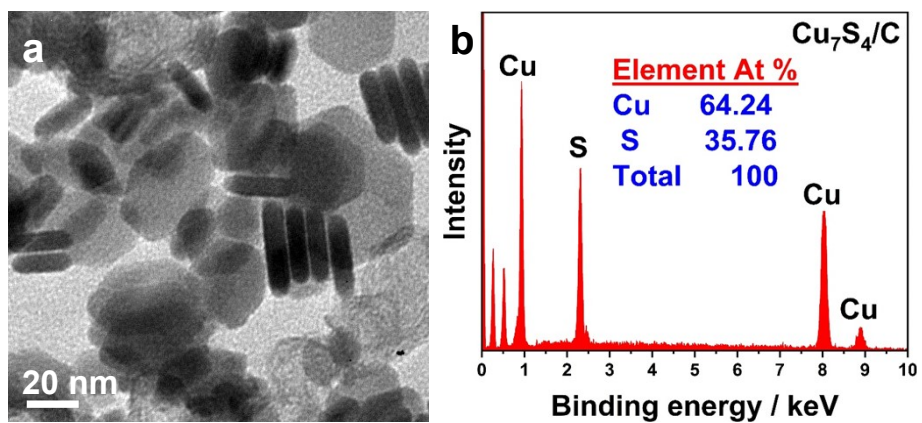 a
20 nm
b
Cu₇S₄/C
Cu
Element At %
Cu 64.24
S
S 35.76
Total 100
Cu
Cu
Intensity
0 1 2 3 4 5 6 7 8 9 10
Binding energy / keV